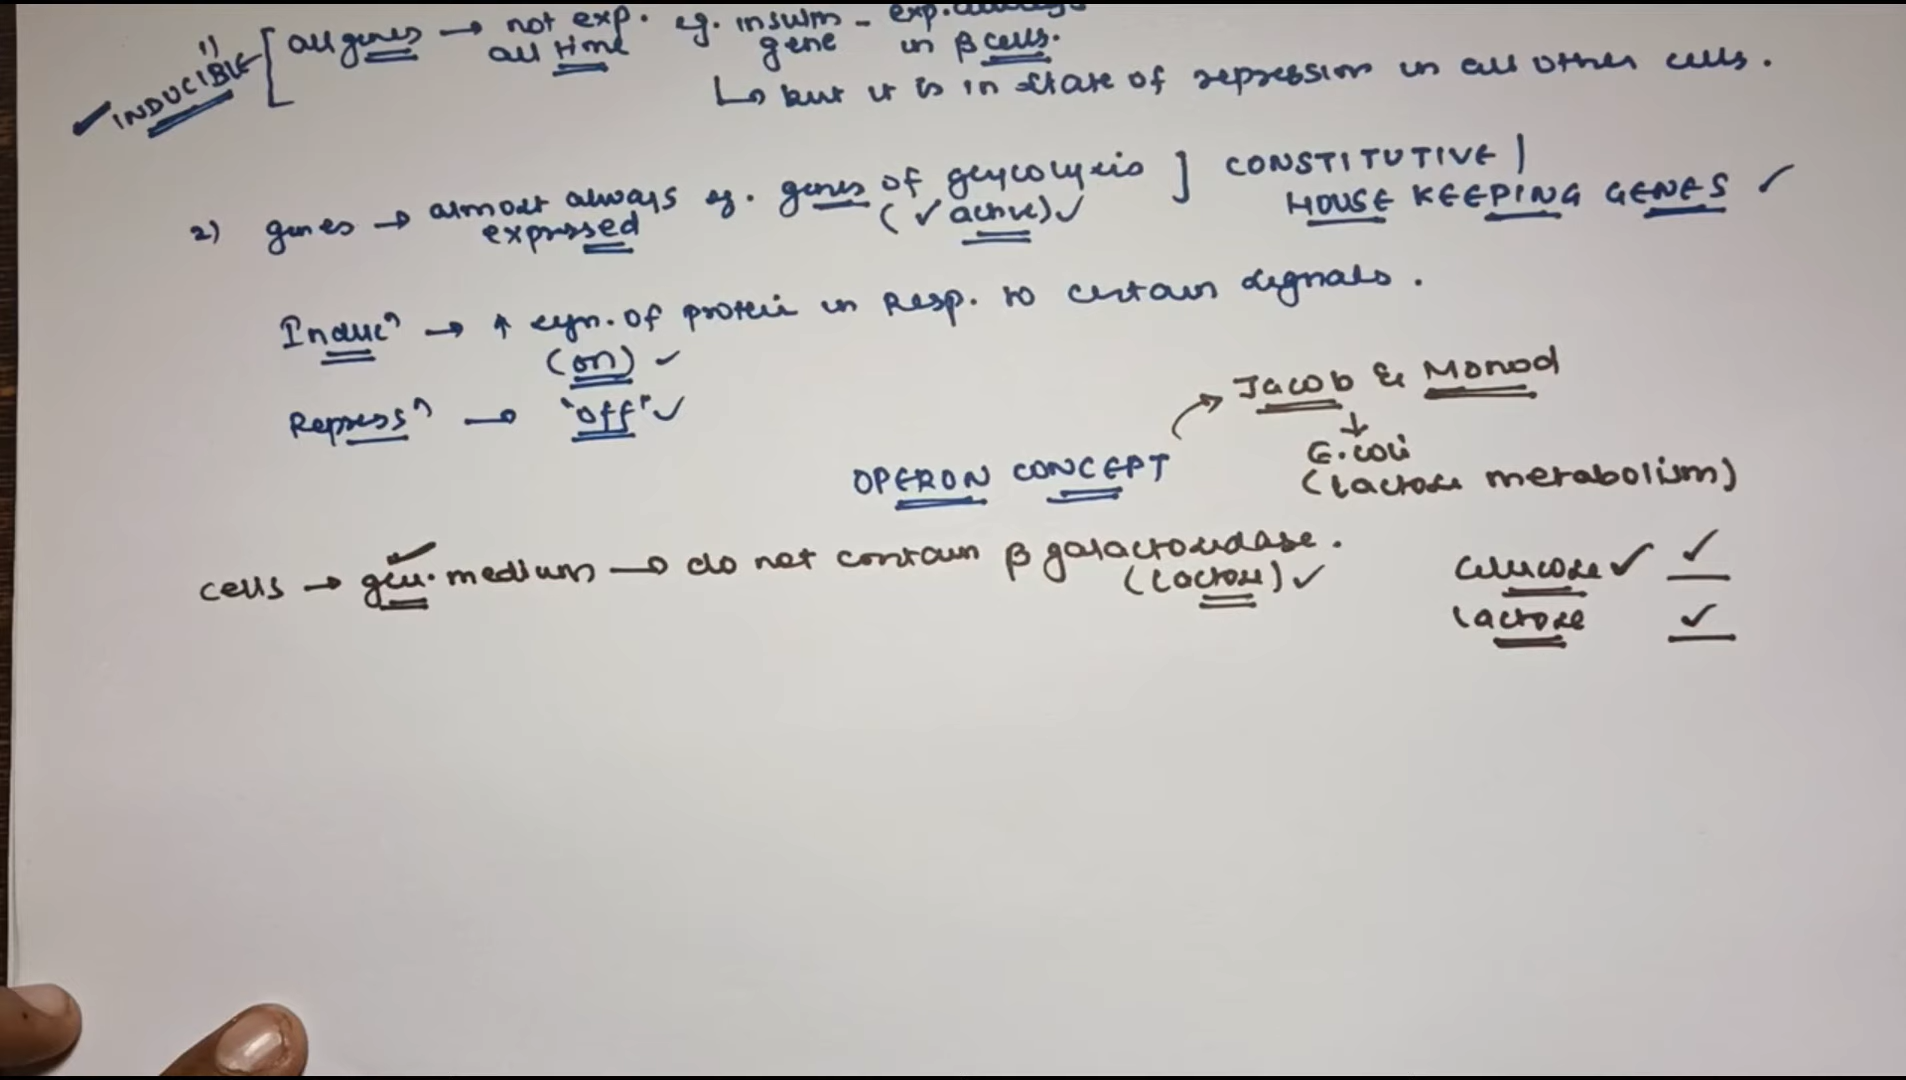 1) all genes → not exp. eg. insulin - exp.
INDUCIBLE all time gene in β cells.
↳ but it is in state of repression in all other cells.
2) genes → almost always eg. genes of glycolysis ] CONSTITUTIVE |
expressed (✓ active) ✓ HOUSE KEEPING GENES ✓
Inducⁿ → ↑ syn. of protein in Resp. to certain signals.
(on) ✓
Repressⁿ → "off" ✓
Jacob & Monod
↓
E.coli
OPERON CONCEPT (lactose metabolism)
cells → glu. medium → do not contain β galactosidase. Glucose ✓ ✓
(lactose) ✓ lactose ✓